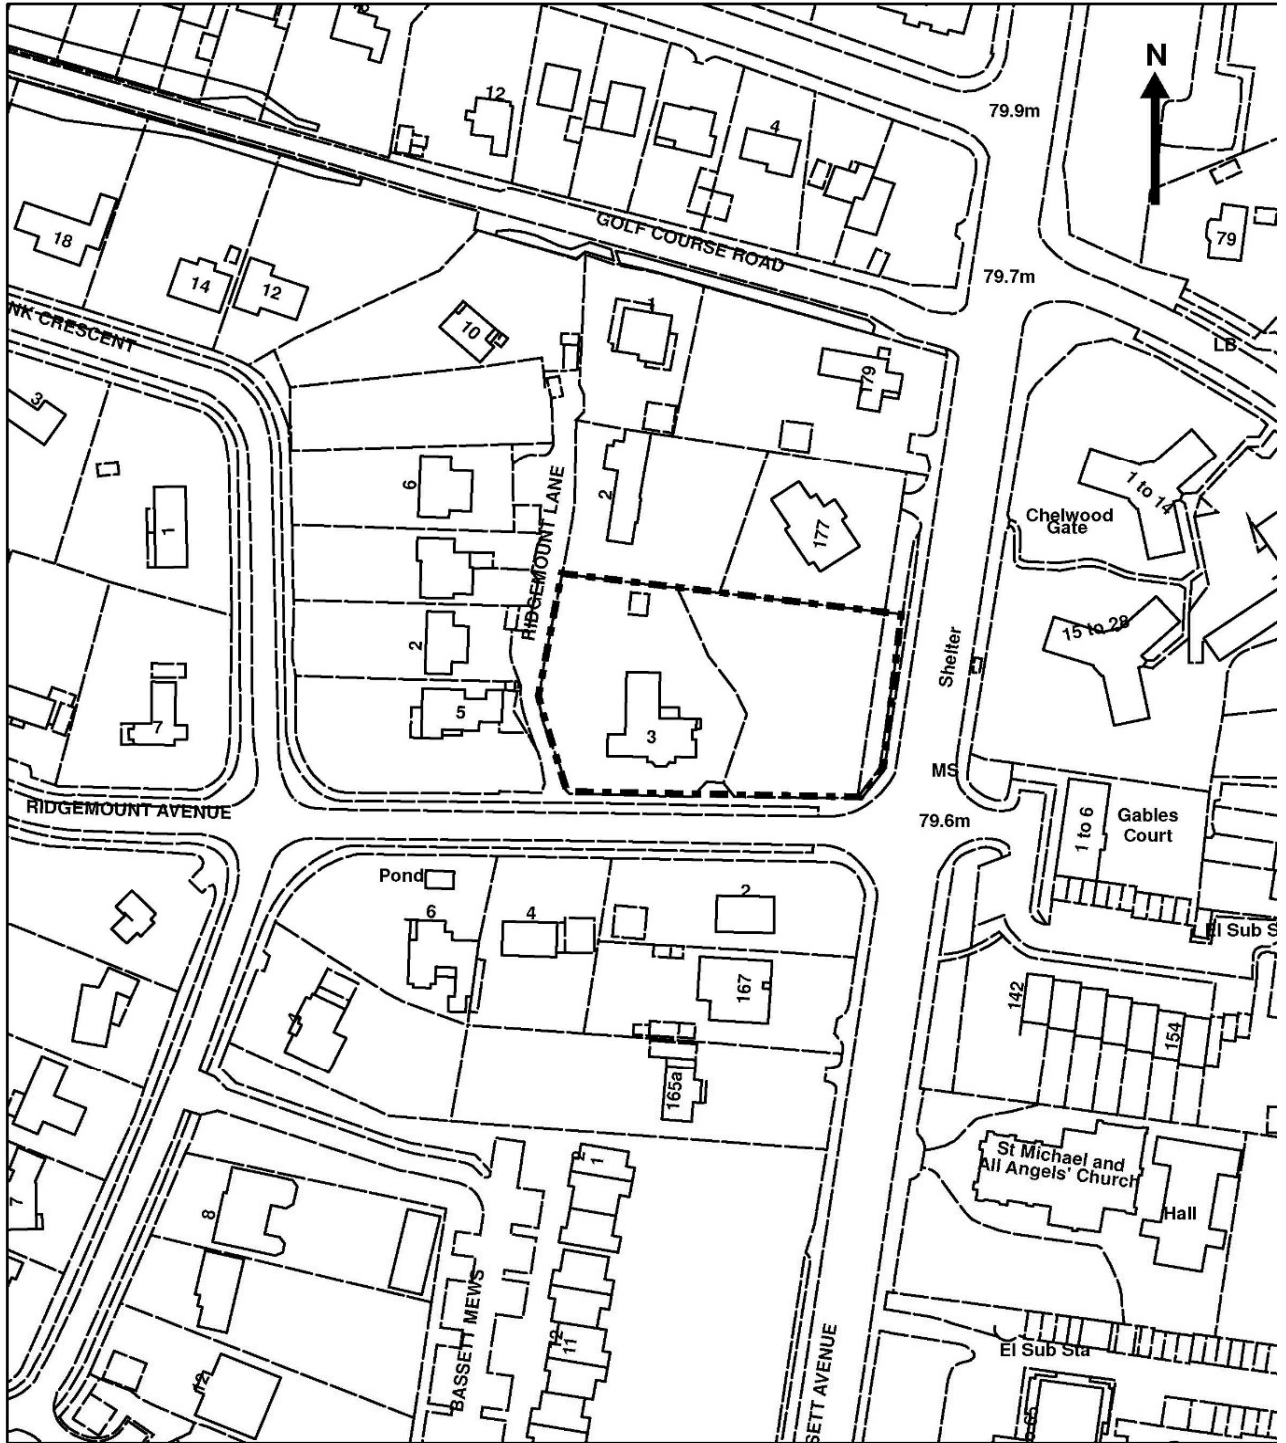 N
79.9m
12
4
GOLF COURSE ROAD
79
18
79.7m
14
12
NK CRESCENT
10
1
LB
179
3
1 to 14
6
2
RIDGEMOUNT LANE
Chelwood
Gate
177
1
15 to 28
2
Shelter
5
7
3
MS
RIDGEMOUNT AVENUE
79.6m
1 to 6
Gables
Court
Pond
2
6
4
El Sub S
167
142
154
4
165a
St Michael and
All Angels' Church
2
1
7
8
Hall
BASSETT MEWS
12
11
El Sub Sta
SETT AVENUE
12